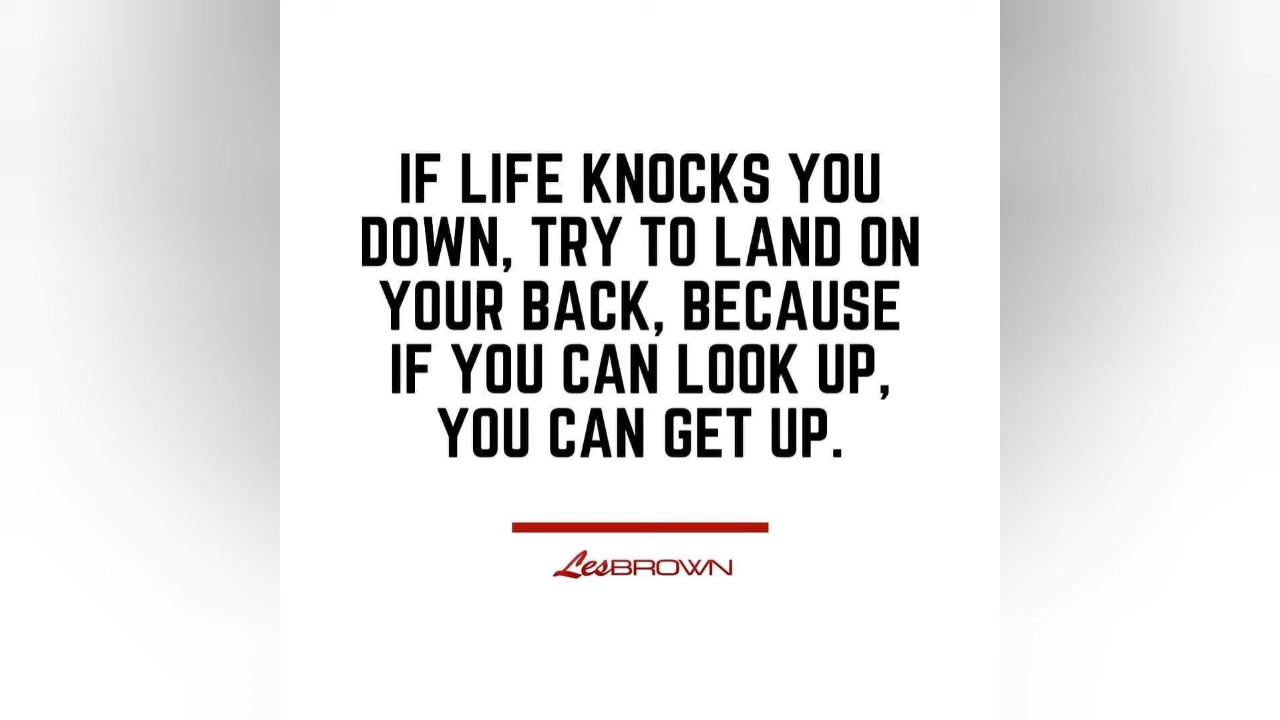 IF LIFE KNOCKS YOU
DOWN, TRY TO LAND ON
YOUR BACK, BECAUSE
IF YOU CAN LOOK UP,
YOU CAN GET UP.
LesBROWN